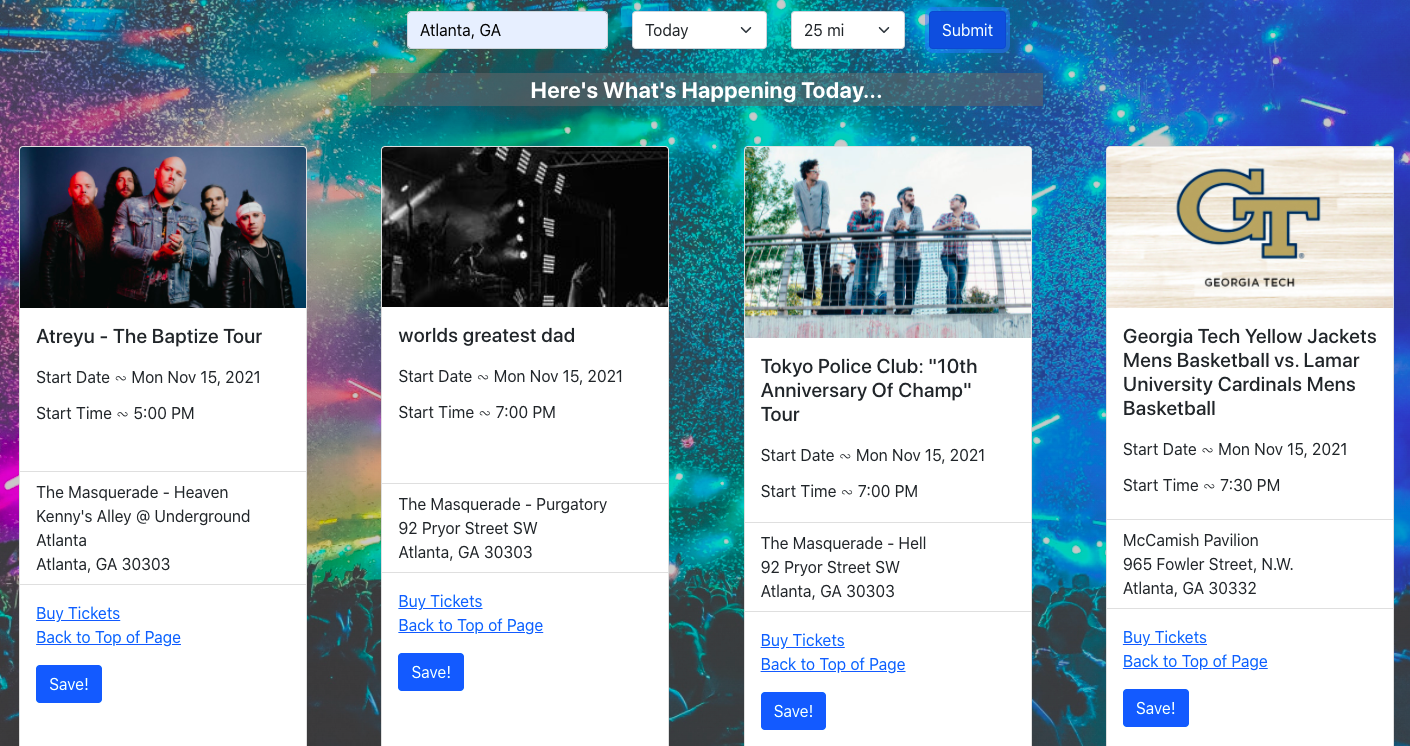 Atlanta, GA
Today
25 mi
Submit
Here's What's Happening Today...
Atreyu - The Baptize Tour
Start Date ∾ Mon Nov 15, 2021
Start Time ∾ 5:00 PM
The Masquerade - Heaven
Kenny's Alley @ Underground
Atlanta
Atlanta, GA 30303
Buy Tickets
Back to Top of Page
Save!
worlds greatest dad
Start Date ∾ Mon Nov 15, 2021
Start Time ∾ 7:00 PM
The Masquerade - Purgatory
92 Pryor Street SW
Atlanta, GA 30303
Buy Tickets
Back to Top of Page
Save!
Tokyo Police Club: "10th
Anniversary Of Champ"
Tour
Start Date ∾ Mon Nov 15, 2021
Start Time ∾ 7:00 PM
The Masquerade - Hell
92 Pryor Street SW
Atlanta, GA 30303
Buy Tickets
Back to Top of Page
Save!
GT
®
GEORGIA TECH
Georgia Tech Yellow Jackets
Mens Basketball vs. Lamar
University Cardinals Mens
Basketball
Start Date ∾ Mon Nov 15, 2021
Start Time ∾ 7:30 PM
McCamish Pavilion
965 Fowler Street, N.W.
Atlanta, GA 30332
Buy Tickets
Back to Top of Page
Save!